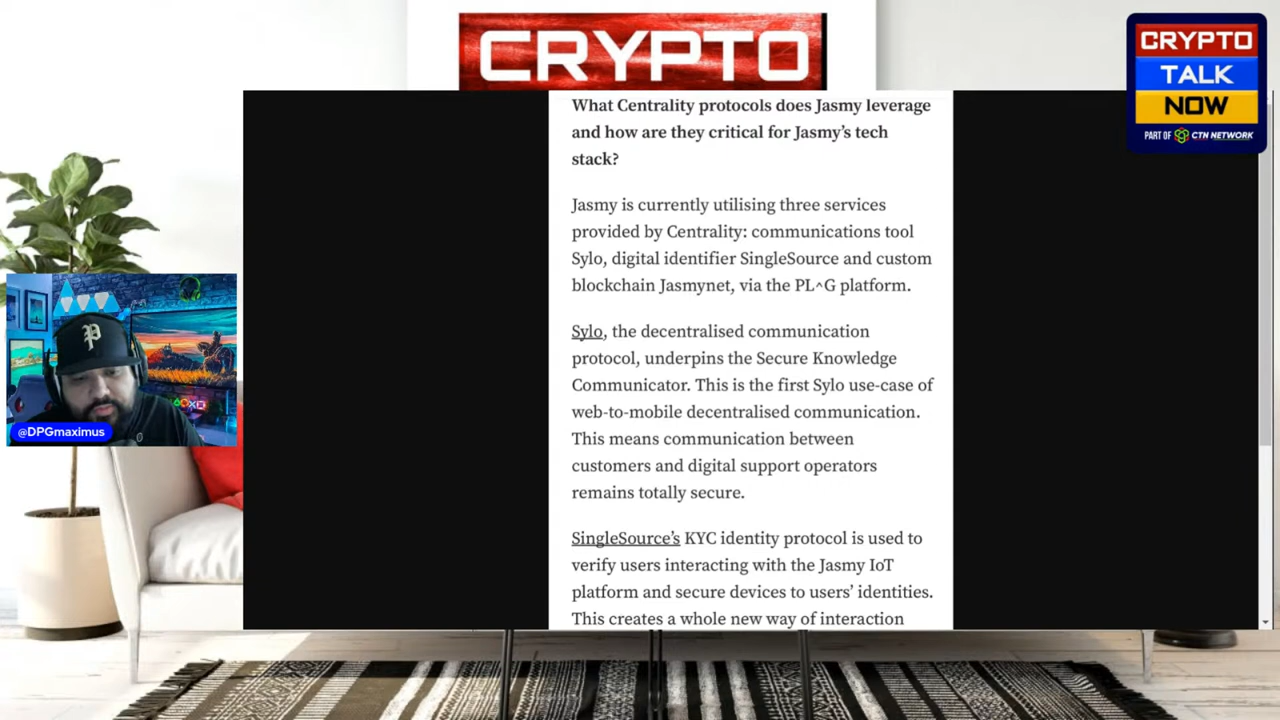 CRYPTO
CRYPTO
TALK
NOW
PART OF CTN NETWORK
What Centrality protocols does Jasmy leverage
and how are they critical for Jasmy's tech
stack?
Jasmy is currently utilising three services
provided by Centrality: communications tool
Sylo, digital identifier SingleSource and custom
blockchain Jasmynet, via the PL^G platform.
Sylo, the decentralised communication
protocol, underpins the Secure Knowledge
Communicator. This is the first Sylo use-case of
web-to-mobile decentralised communication.
This means communication between
customers and digital support operators
remains totally secure.
SingleSource's KYC identity protocol is used to
verify users interacting with the Jasmy IoT
platform and secure devices to users' identities.
This creates a whole new way of interaction
P
@DPGmaximus